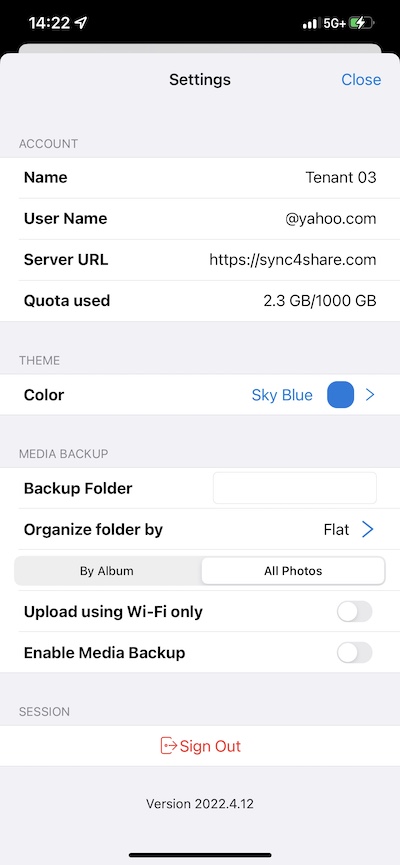 14:22 5G+
Settings Close
ACCOUNT
Name Tenant 03
User Name @yahoo.com
Server URL https://sync4share.com
Quota used 2.3 GB/1000 GB
THEME
Color Sky Blue
MEDIA BACKUP
Backup Folder
Organize folder by Flat
By Album All Photos
Upload using Wi-Fi only
Enable Media Backup
SESSION
Sign Out
Version 2022.4.12